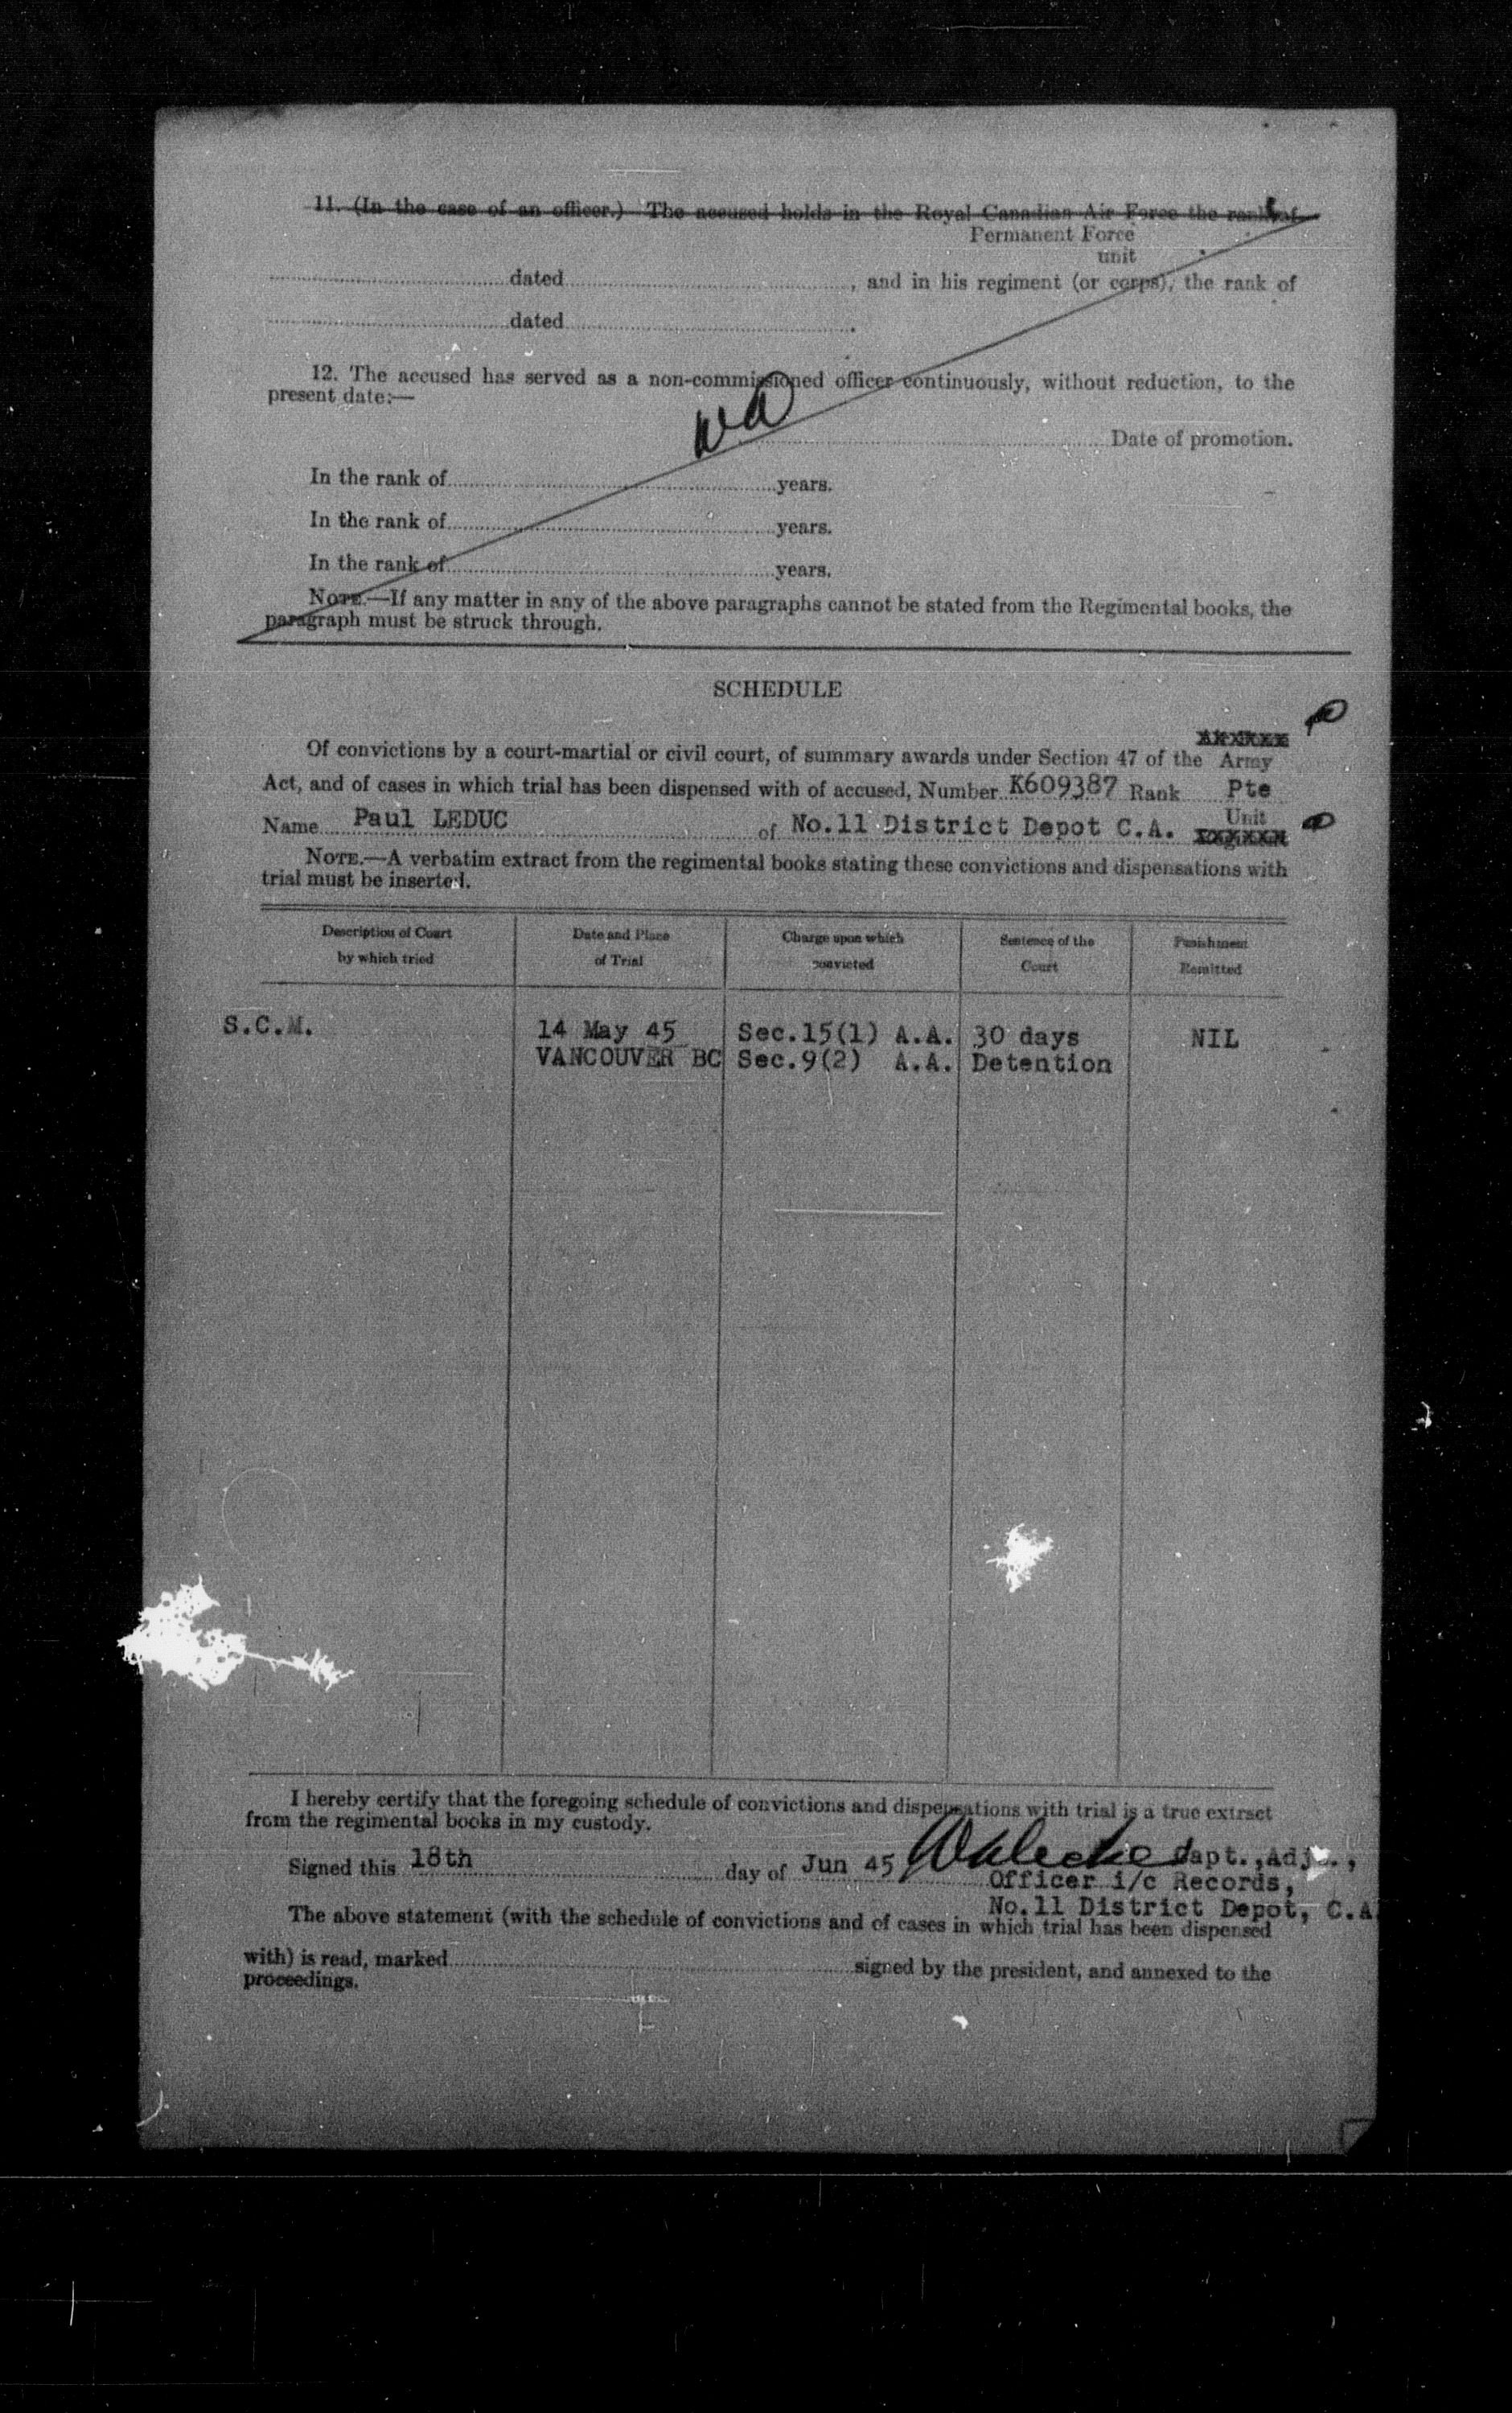 11. (In the case of an officer.) The accused holds in the Royal Canadian Air Force the rank of
Permanent Force
unit
dated, and in his regiment (or corps), the rank of
dated.
12. The accused has served as a non-commissioned officer continuously, without reduction, to the
present date:—
Date of promotion.
In the rank of years.
In the rank of years.
In the rank of years.
NOTE.—If any matter in any of the above paragraphs cannot be stated from the Regimental books, the
paragraph must be struck through.
SCHEDULE
Of convictions by a court-martial or civil court, of summary awards under Section 47 of the Army
Act, and of cases in which trial has been dispensed with of accused, Number K609387 Rank Pte
Unit
Name Paul LEDUC of No.11 District Depot C.A.
NOTE.—A verbatim extract from the regimental books stating these convictions and dispensations with
trial must be inserted.
Description of Court by which tried
Date and Place of Trial
Charge upon which convicted
Sentence of the Court
Punishment Remitted
S.C.M. 14 May 45 Sec.15(1) A.A. 30 days NIL
VANCOUVER BC Sec.9(2) A.A. Detention
I hereby certify that the foregoing schedule of convictions and dispensations with trial is a true extract
from the regimental books in my custody.
Signed this 18th day of Jun 45 Capt., Adjt.,
Officer i/c Records,
No.11 District Depot, C.A
The above statement (with the schedule of convictions and of cases in which trial has been dispensed
with) is read, marked signed by the president, and annexed to the
proceedings.